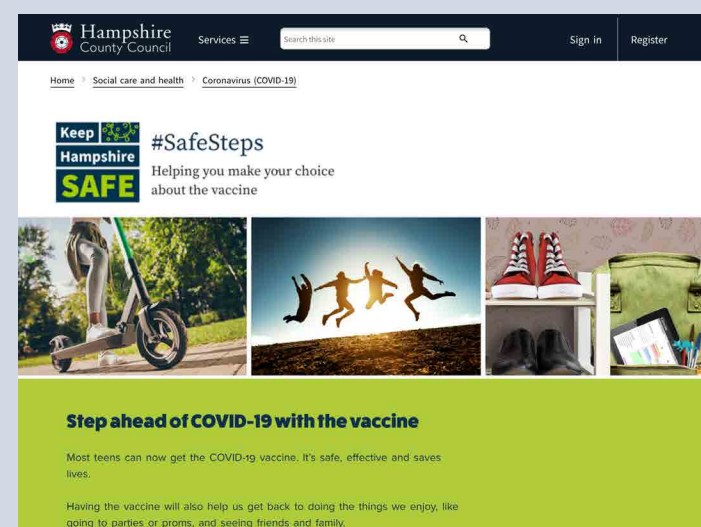 Hampshire
County Council
Services
Search this site
Sign in
Register
Home
Social care and health
Coronavirus (COVID-19)
Keep
Hampshire
SAFE
#SafeSteps
Helping you make your choice
about the vaccine
Step ahead of COVID-19 with the vaccine
Most teens can now get the COVID-19 vaccine. It's safe, effective and saves
lives.
Having the vaccine will also help us get back to doing the things we enjoy, like
going to parties or proms, and seeing friends and family.